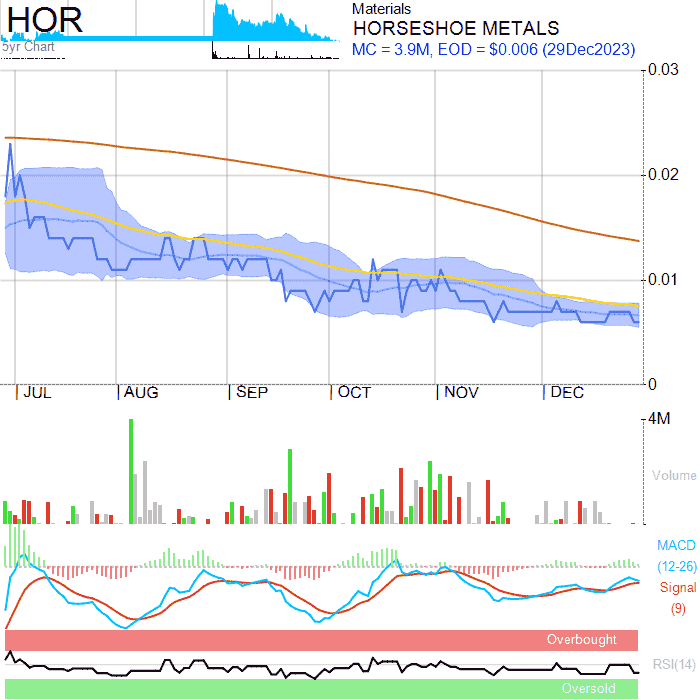 HOR
5yr Chart
Materials
HORSESHOE METALS
MC = 3.9M, EOD = $0.006 (29Dec2023)
0.03
0.02
0.01
0
JUL AUG SEP OCT NOV DEC
4M
Volume
MACD
(12-26)
Signal
(9)
Overbought
RSI(14)
Oversold